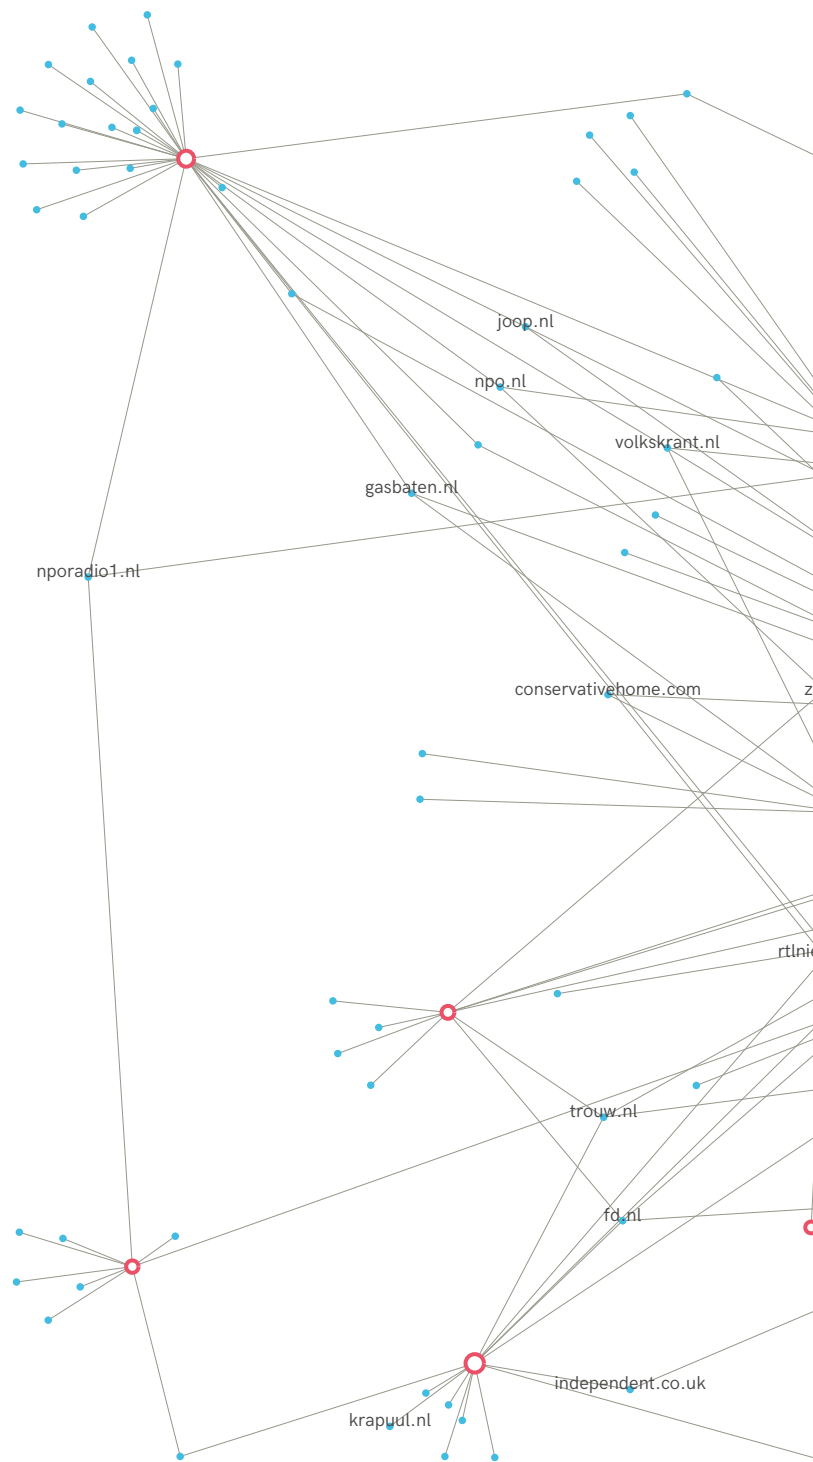 joop.nl
npo.nl
volkskrant.nl
gasbaten.nl
nporadio1.nl
conservativehome.com
z
rtlni
trouw.nl
fd.nl
independent.co.uk
krapuul.nl